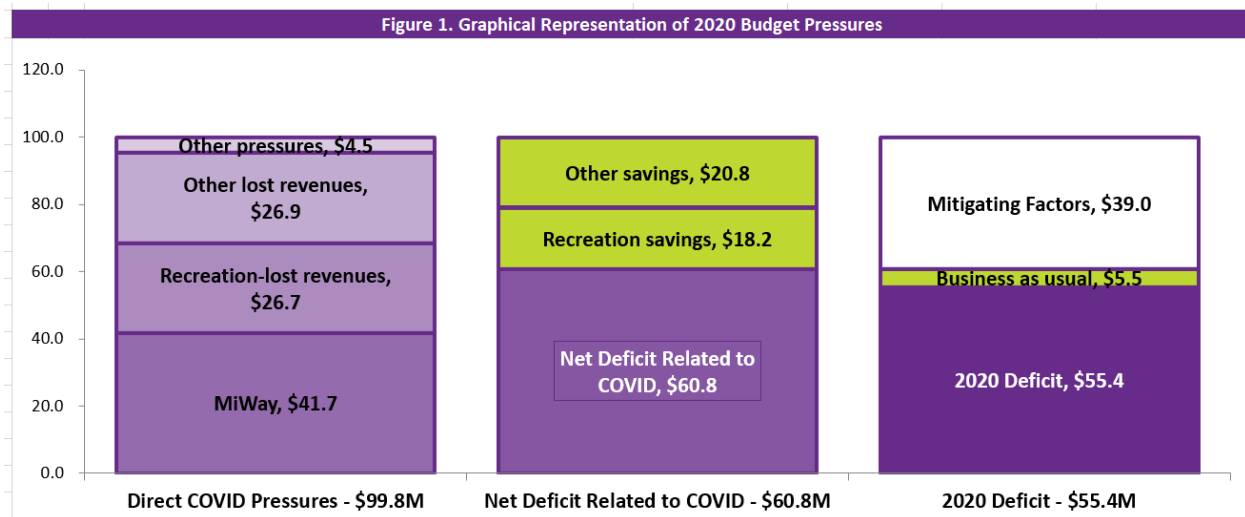 Figure 1. Graphical Representation of 2020 Budget Pressures
120.0
100.0
80.0
60.0
40.0
20.0
0.0
Other pressures, $4.5
Other lost revenues,
$26.9
Recreation-lost revenues,
$26.7
MiWay, $41.7
Direct COVID Pressures - $99.8M
Other savings, $20.8
Recreation savings, $18.2
Net Deficit Related to
COVID, $60.8
Net Deficit Related to COVID - $60.8M
Mitigating Factors, $39.0
Business as usual, $5.5
2020 Deficit, $55.4
2020 Deficit - $55.4M